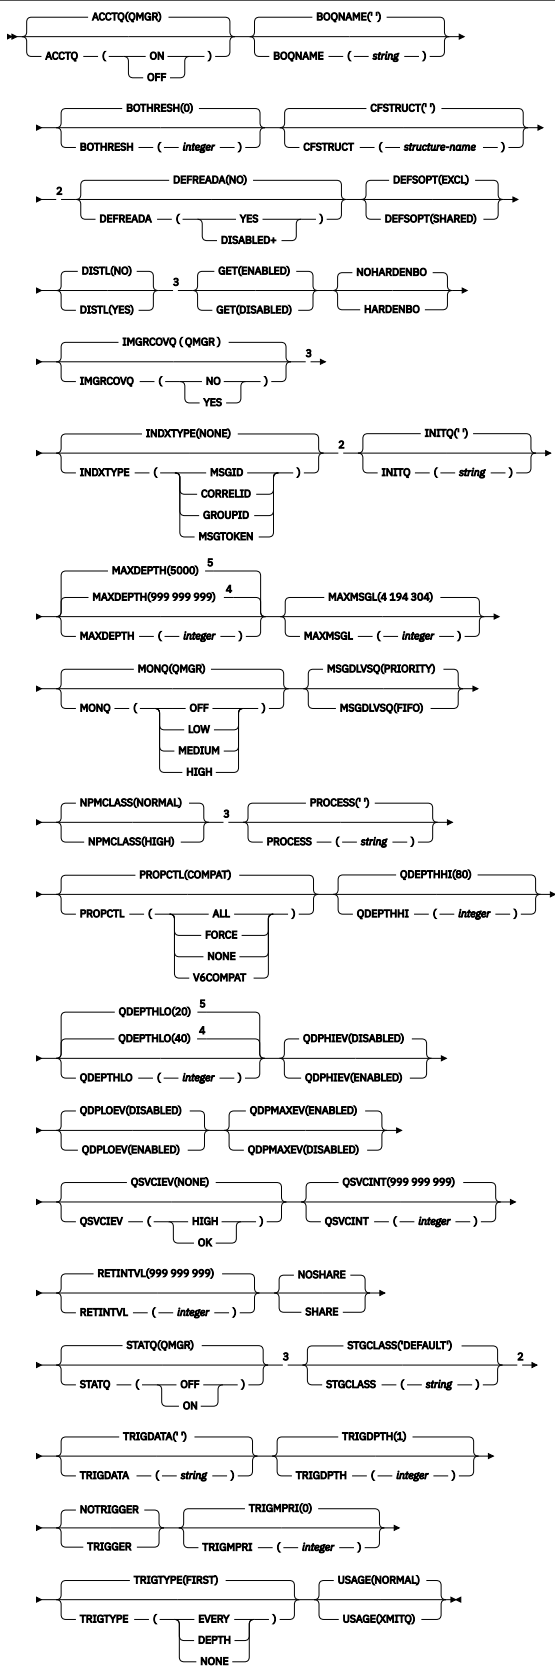 ACCTQ(QMGR) BOQNAME(' ')
ACCTQ ( ON ) BOQNAME ( string )
OFF
BOTHRESH(0) CFSTRUCT(' ')
BOTHRESH ( integer ) CFSTRUCT ( structure-name )
2 DEFREADA(NO) DEFSOPT(EXCL)
DEFREADA ( YES ) DEFSOPT(SHARED)
DISABLED+
DISTL(NO) 3 GET(ENABLED) NOHARDENBO
DISTL(YES) GET(DISABLED) HARDENBO
IMGRCOVQ ( QMGR ) 3
IMGRCOVQ ( NO )
YES
INDXTYPE(NONE) 2 INITQ(' ')
INDXTYPE ( MSGID ) INITQ ( string )
CORRELID
GROUPID
MSGTOKEN
MAXDEPTH(5000) 5
MAXDEPTH(999 999 999) 4 MAXMSGL(4 194 304)
MAXDEPTH ( integer ) MAXMSGL ( integer )
MONQ(QMGR) MSGDLVSQ(PRIORITY)
MONQ ( OFF ) MSGDLVSQ(FIFO)
LOW
MEDIUM
HIGH
NPMCLASS(NORMAL) 3 PROCESS(' ')
NPMCLASS(HIGH) PROCESS ( string )
PROPCTL(COMPAT) QDEPTHHI(80)
PROPCTL ( ALL ) QDEPTHHI ( integer )
FORCE
NONE
V6COMPAT
QDEPTHLO(20) 5
QDEPTHLO(40) 4 QDPHIEV(DISABLED)
QDEPTHLO ( integer ) QDPHIEV(ENABLED)
QDPLOEV(DISABLED) QDPMAXEV(ENABLED)
QDPLOEV(ENABLED) QDPMAXEV(DISABLED)
QSVCIEV(NONE) QSVCINT(999 999 999)
QSVCIEV ( HIGH ) QSVCINT ( integer )
OK
RETINTVL(999 999 999) NOSHARE
RETINTVL ( integer ) SHARE
STATQ(QMGR) 3 STGCLASS('DEFAULT') 2
STATQ ( OFF ) STGCLASS ( string )
ON
TRIGDATA(' ') TRIGDPTH(1)
TRIGDATA ( string ) TRIGDPTH ( integer )
NOTRIGGER TRIGMPRI(0)
TRIGGER TRIGMPRI ( integer )
TRIGTYPE(FIRST) USAGE(NORMAL)
TRIGTYPE ( EVERY ) USAGE(XMITQ)
DEPTH
NONE